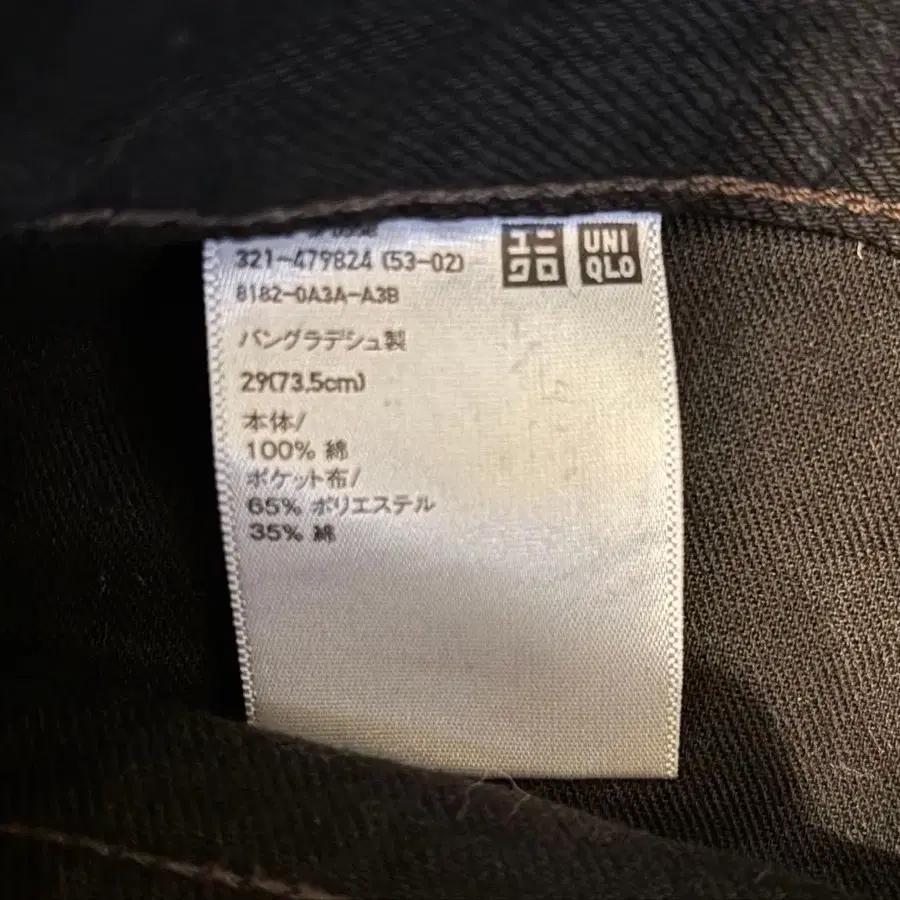 321-479824 (53-02)
8182-0A3A-A3B
エニ
クロ
UNI
QLO
バングラデシュ製
29(73.5cm)
本体/
100% 綿
ポケット布/
65% ポリエステル
35% 綿